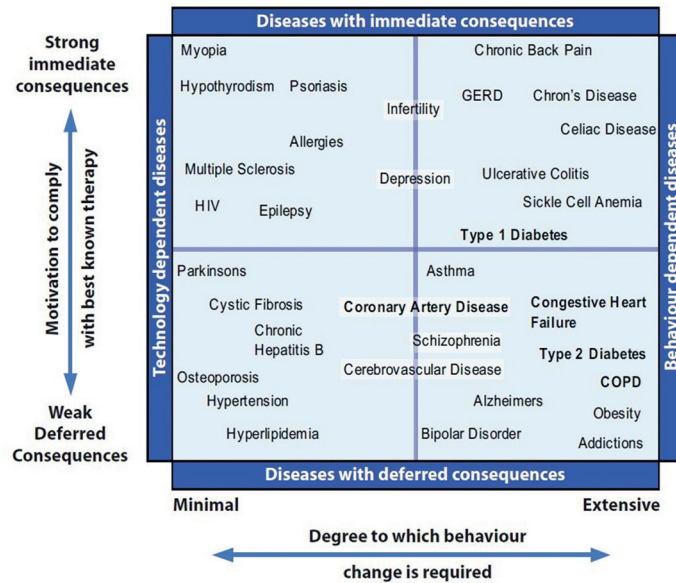 Diseases with immediate consequences
Strong
immediate
consequences
Motivation to comply
with best known therapy
Weak
Deferred
Consequences
Technology dependent diseases
Myopia
Chronic Back Pain
Hypothyrodism
Psoriasis
GERD
Chron's Disease
Infertility
Celiac Disease
Allergies
Multiple Sclerosis
Depression
Ulcerative Colitis
HIV
Epilepsy
Sickle Cell Anemia
Type 1 Diabetes
Parkinsons
Asthma
Cystic Fibrosis
Coronary Artery Disease
Congestive Heart
Failure
Chronic
Hepatitis B
Schizophrenia
Type 2 Diabetes
Cerebrovascular Disease
Osteoporosis
COPD
Hypertension
Alzheimers
Obesity
Hyperlipidemia
Bipolar Disorder
Addictions
Behaviour dependent diseases
Diseases with deferred consequences
Minimal
Extensive
Degree to which behaviour
change is required